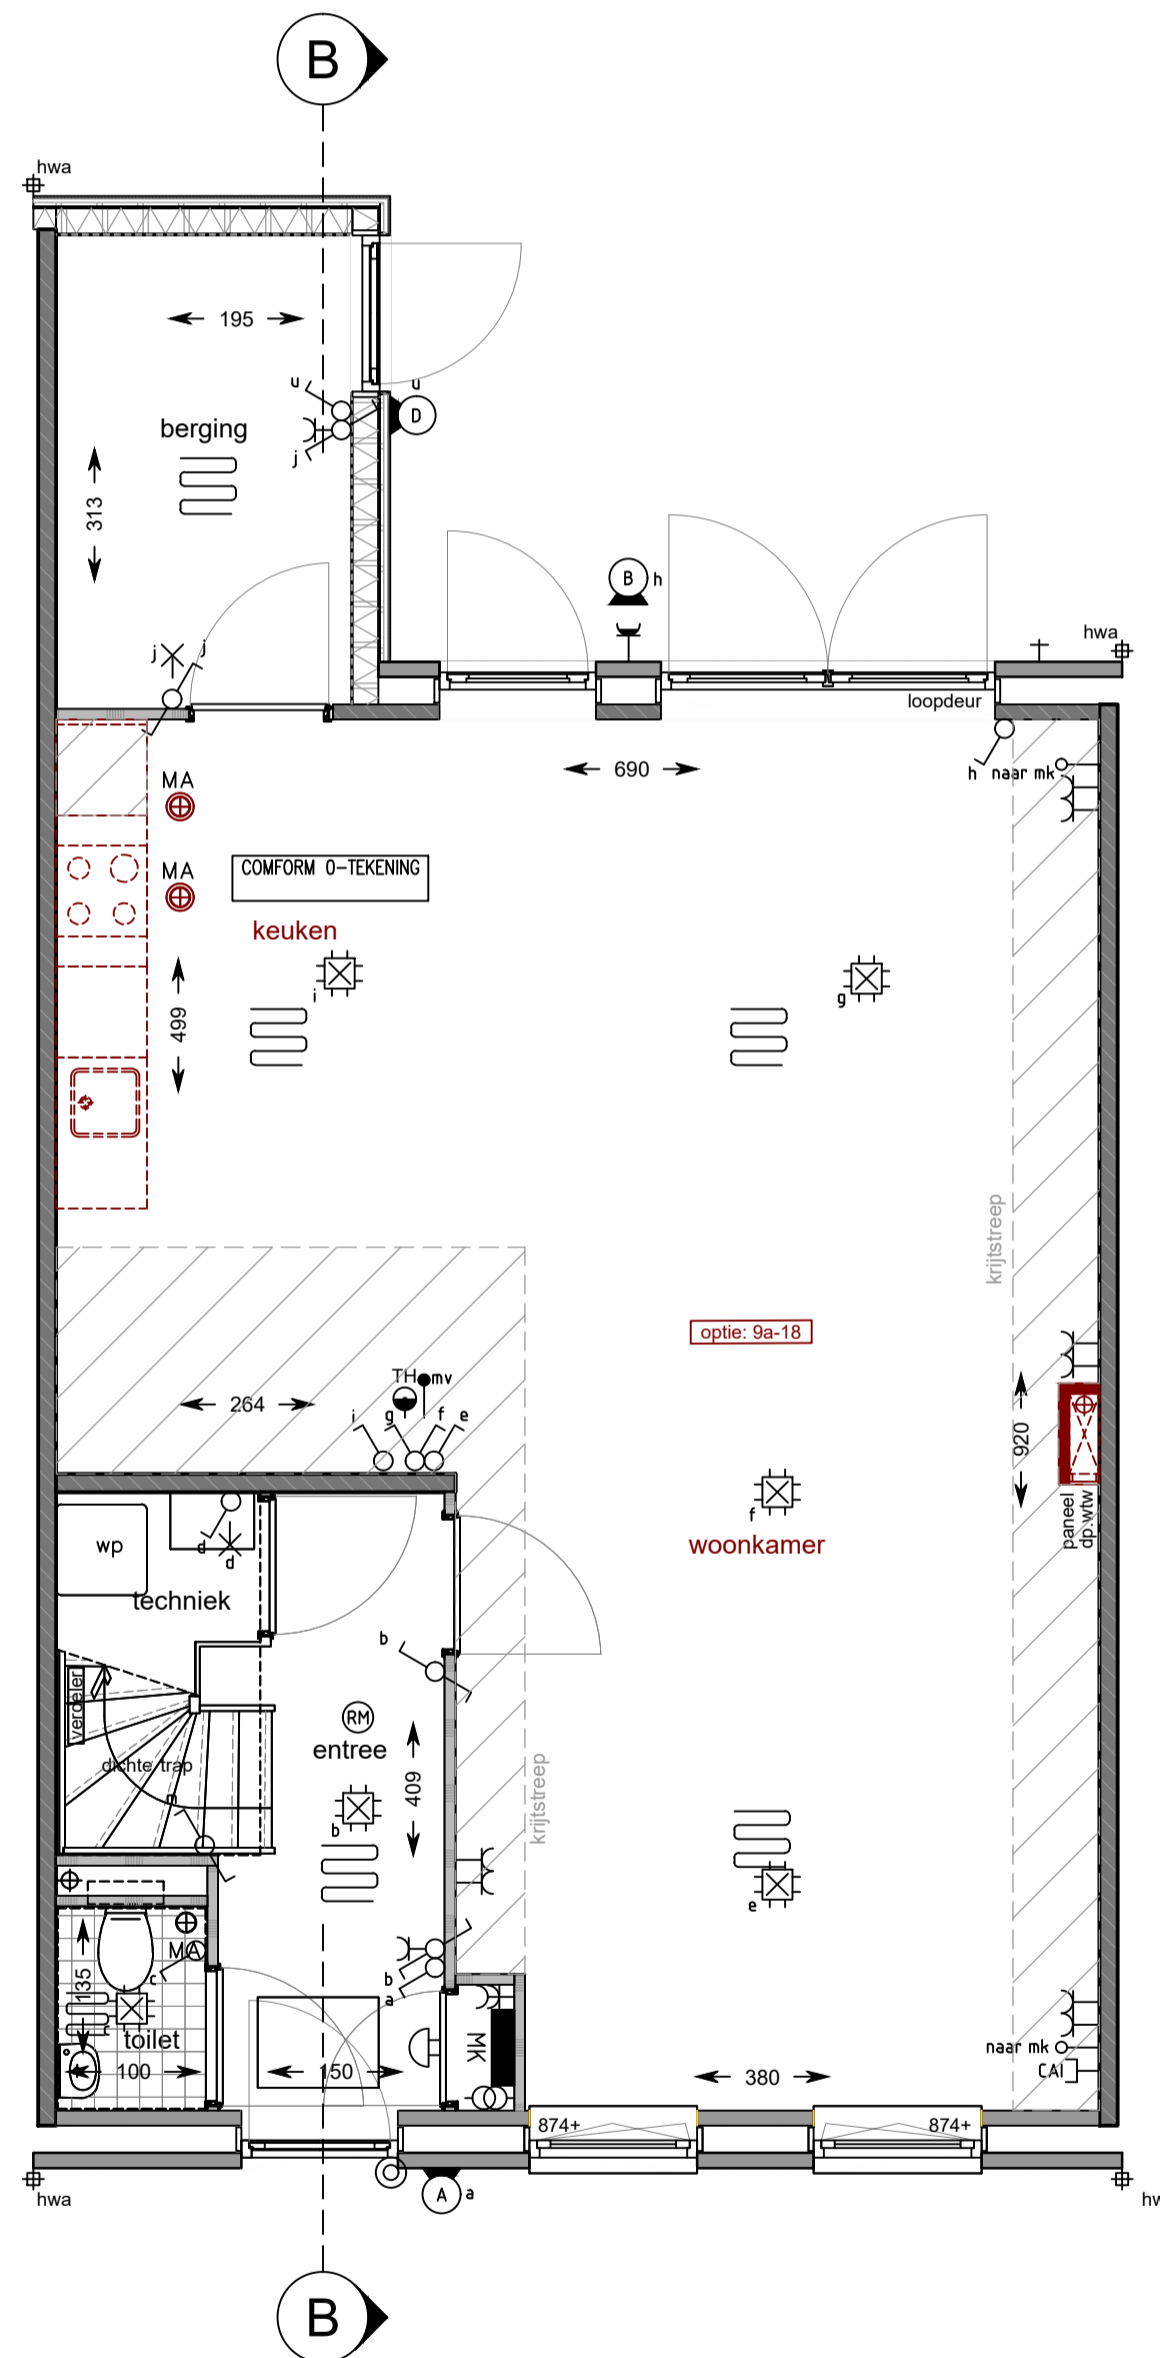 B
hwa
195
u
u
D
berging
j
313
B
h
j
j
hwa
loopdeur
690
h
naar mk
MA
COMFORM 0-TEKENING
MA
keuken
i
g
499
krijtstreep
optie: 9a-18
TH
mv
264
i
g
f
e
920
paneel
dp.wtw
f
woonkamer
wp
d
d
techniek
b
verdeler
RM
entree
dichte trap
409
b
krijtstreep
e
MA
c
135
b
a
toilet
MK
naar mk
CAI
100
150
380
874+
874+
hwa
A
a
hw
B